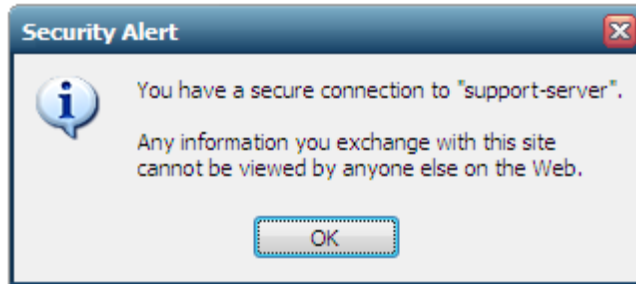 Security Alert
You have a secure connection to "support-server".
Any information you exchange with this site
cannot be viewed by anyone else on the Web.
OK